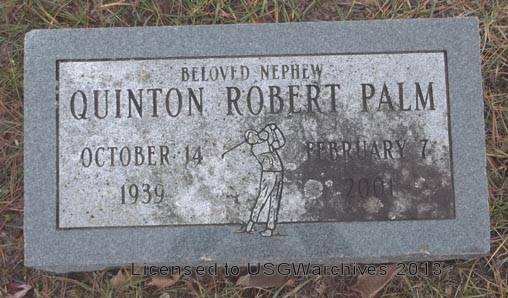 BELOVED NEPHEW
QUINTON ROBERT PALM
OCTOBER 14 FEBRUARY 7
1939 2001
Licensed to USGWarchives 2013